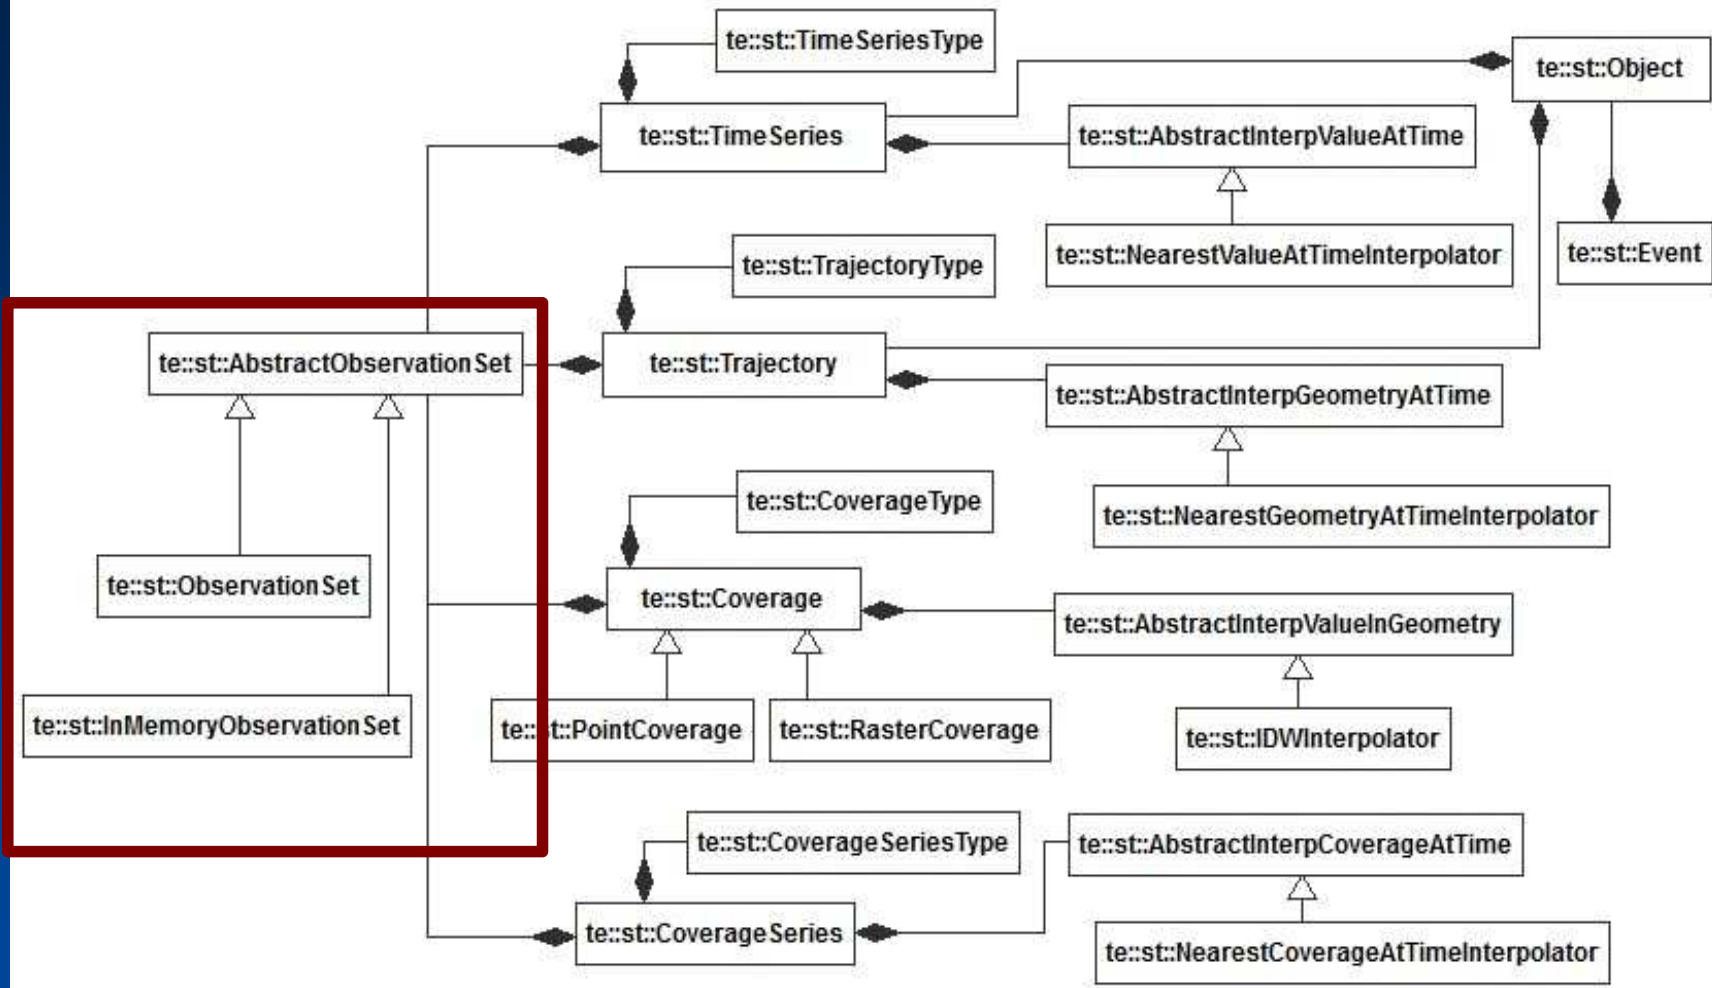 te::st::TimeSeriesType
te::st::Object
te::st::TimeSeries
te::st::AbstractInterpValueAtTime
te::st::NearestValueAtTimeInterpolator
te::st::Event
te::st::TrajectoryType
te::st::AbstractObservationSet
te::st::Trajectory
te::st::AbstractInterpGeometryAtTime
te::st::CoverageType
te::st::NearestGeometryAtTimeInterpolator
te::st::ObservationSet
te::st::Coverage
te::st::AbstractInterpValueInGeometry
te::st::InMemoryObservationSet
te::st::PointCoverage
te::st::RasterCoverage
te::st::IDWInterpolator
te::st::CoverageSeriesType
te::st::AbstractInterpCoverageAtTime
te::st::CoverageSeries
te::st::NearestCoverageAtTimeInterpolator